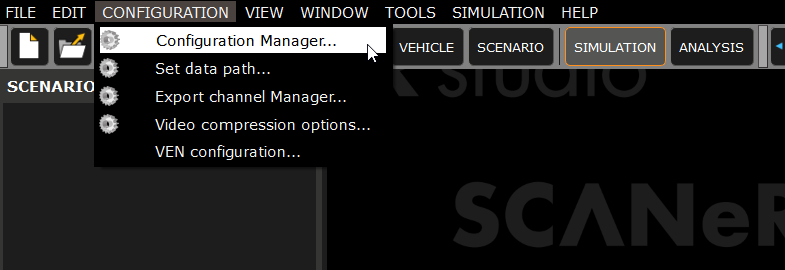 FILE EDIT CONFIGURATION VIEW WINDOW TOOLS SIMULATION HELP
Configuration Manager...
VEHICLE SCENARIO SIMULATION ANALYSIS
Set data path...
studio
SCENARIO
Export channel Manager...
Video compression options...
VEN configuration...
SCANeR